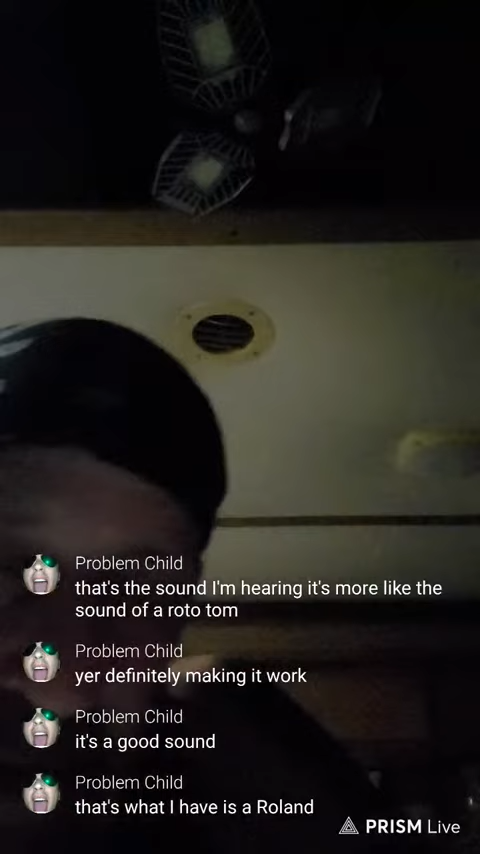 Problem Child
that's the sound I'm hearing it's more like the
sound of a roto tom
Problem Child
yer definitely making it work
Problem Child
it's a good sound
Problem Child
that's what I have is a Roland
PRISM Live